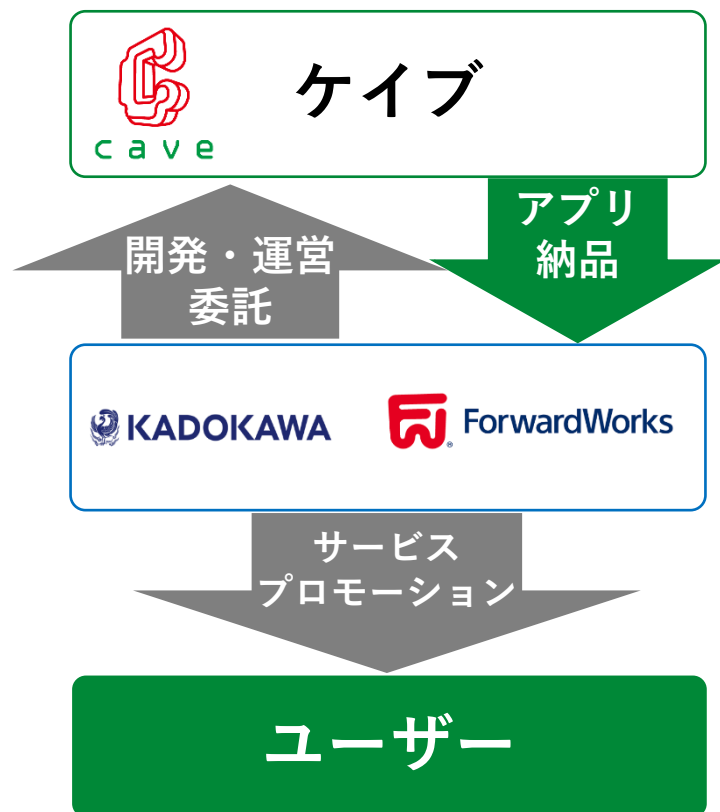 cave
ケイブ
アプリ
納品
開発・運営
委託
KADOKAWA
ForwardWorks
®
サービス
プロモーション
ユーザー